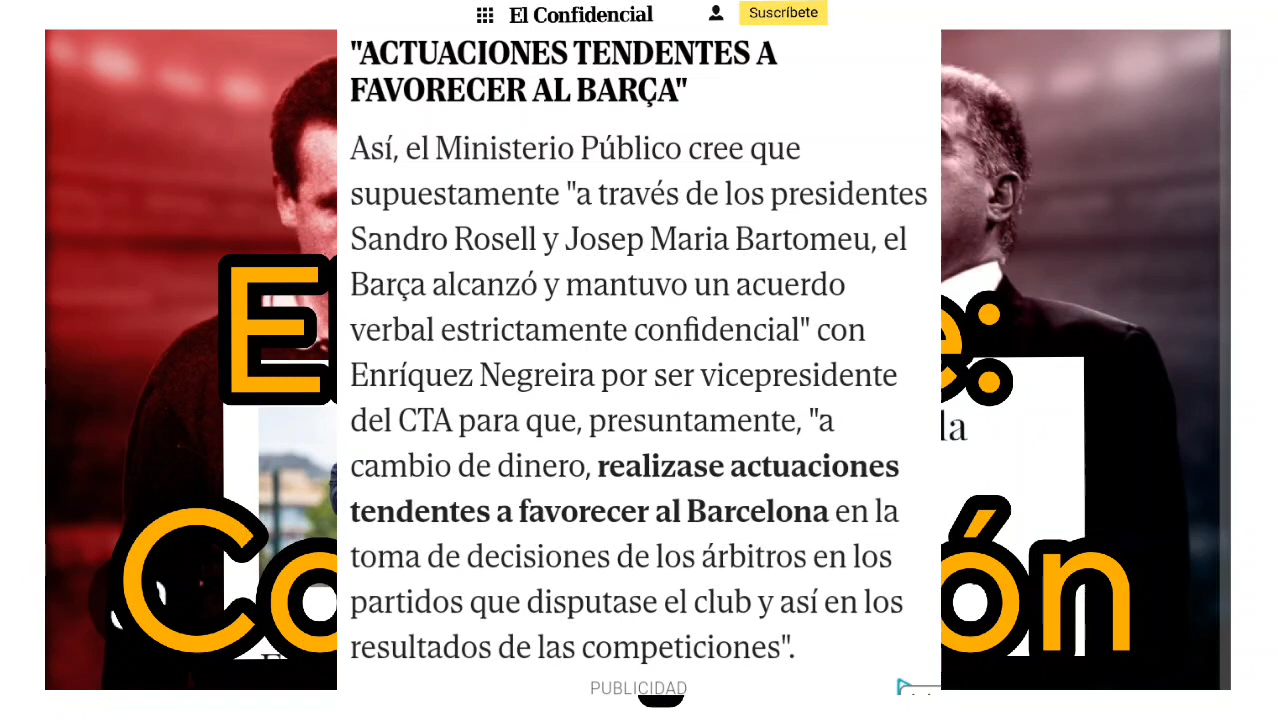 El Confidencial
Suscríbete
"ACTUACIONES TENDENTES A
FAVORECER AL BARÇA"
Así, el Ministerio Público cree que
supuestamente "a través de los presidentes
Sandro Rosell y Josep Maria Bartomeu, el
Barça alcanzó y mantuvo un acuerdo
verbal estrictamente confidencial" con
Enríquez Negreira por ser vicepresidente
del CTA para que, presuntamente, "a
cambio de dinero, realizase actuaciones
tendentes a favorecer al Barcelona en la
toma de decisiones de los árbitros en los
partidos que disputase el club y así en los
resultados de las competiciones".
PUBLICIDAD